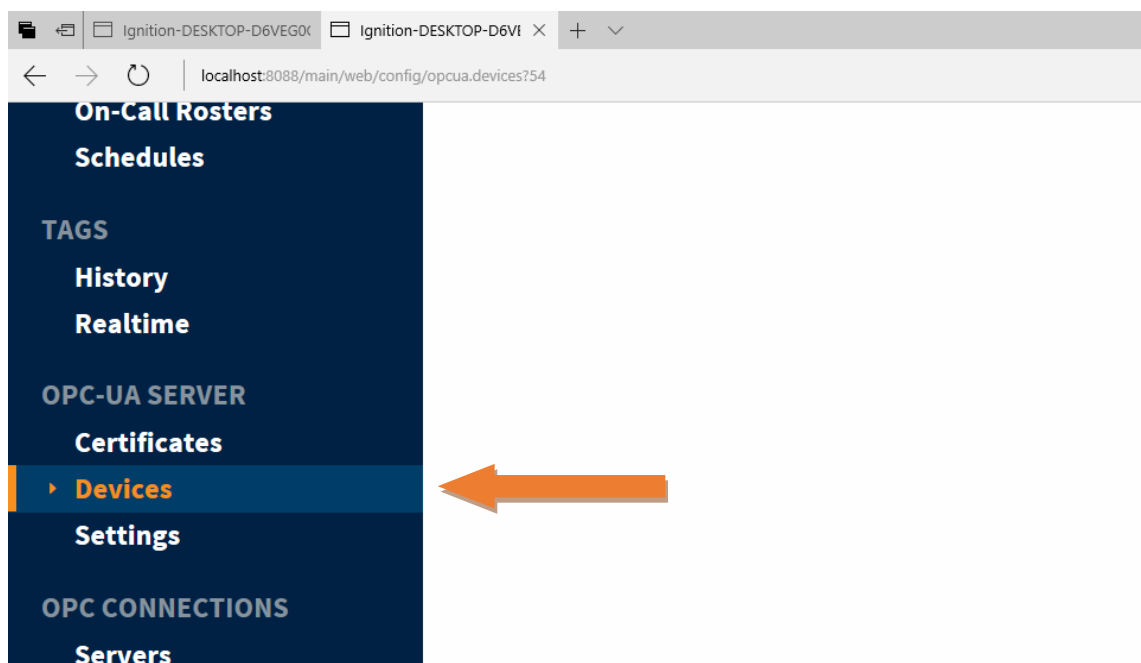 Ignition-DESKTOP-D6VEG0( Ignition-DESKTOP-D6VE
localhost:8088/main/web/config/opcua.devices?54
On-Call Rosters
Schedules
TAGS
History
Realtime
OPC-UA SERVER
Certificates
Devices
Settings
OPC CONNECTIONS
Servers